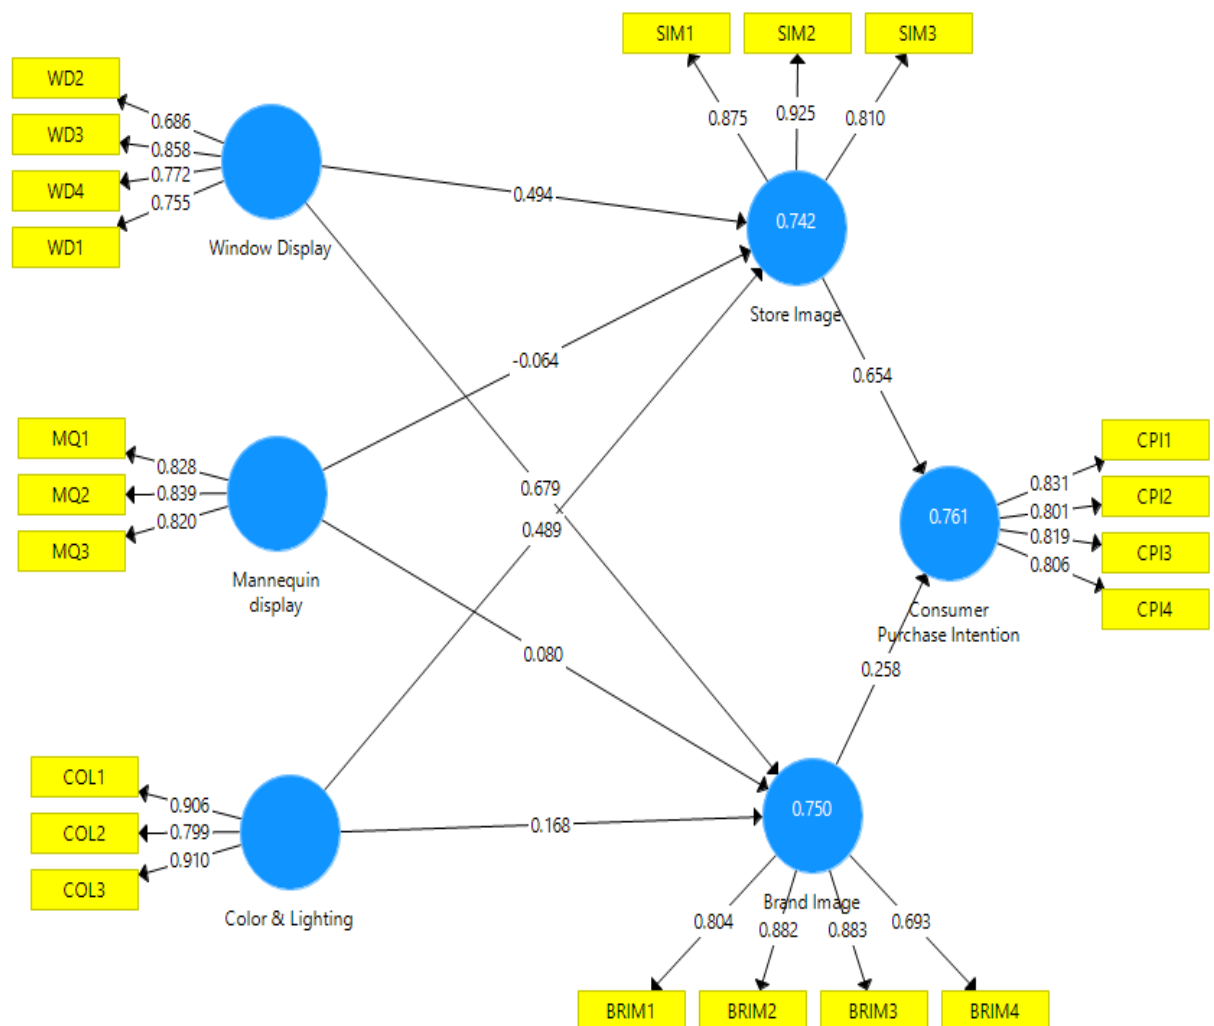 SIM1 SIM2 SIM3
0.875 0.925 0.810
WD2
WD3
WD4
WD1
0.686
0.858
0.772
0.755
Window Display
0.494
0.742
Store Image
-0.064
0.654
MQ1
MQ2
MQ3
0.828
0.839
0.820
Mannequin
display
0.679
0.489
0.761
Consumer
Purchase Intention
0.831
0.801
0.819
0.806
CPI1
CPI2
CPI3
CPI4
0.080
0.258
COL1
COL2
COL3
0.906
0.799
0.910
Color & Lighting
0.168
0.750
Brand Image
0.804 0.882 0.883 0.693
BRIM1 BRIM2 BRIM3 BRIM4